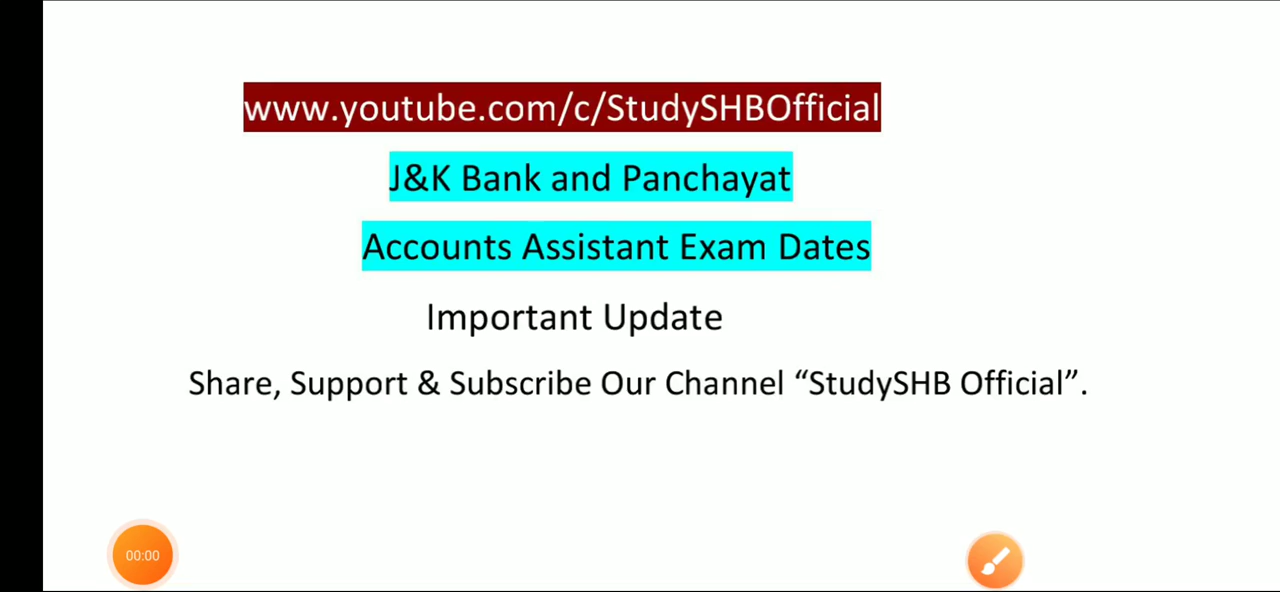 www.youtube.com/c/StudySHBOfficial
J&K Bank and Panchayat
Accounts Assistant Exam Dates
Important Update
Share, Support & Subscribe Our Channel “StudySHB Official”.
00:00